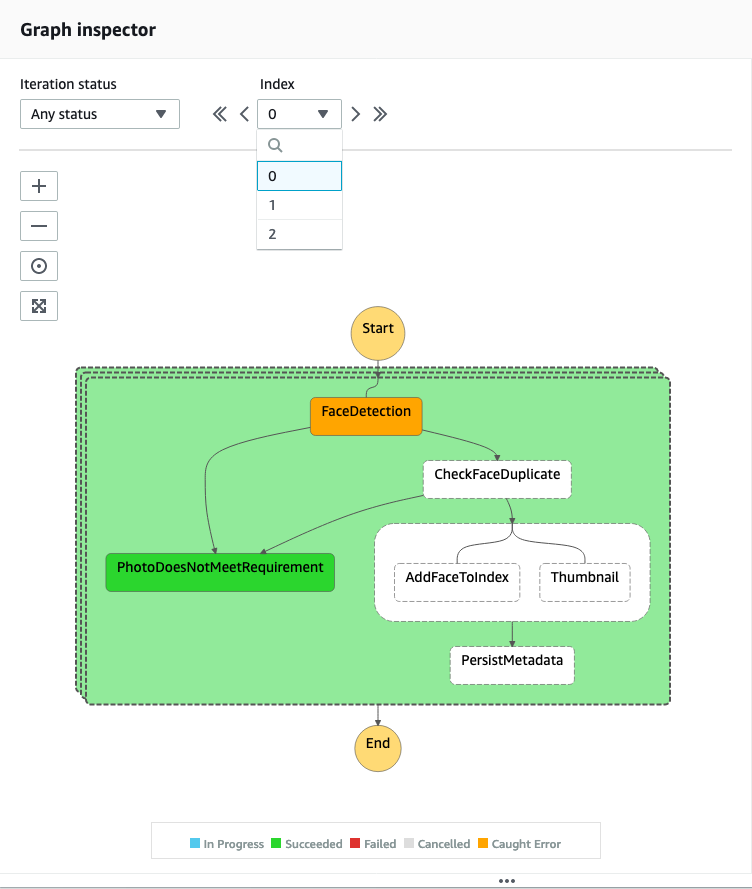 Graph inspector
Iteration status
Index
Any status
0
0
1
2
Start
FaceDetection
CheckFaceDuplicate
PhotoDoesNotMeetRequirement
AddFaceToIndex
Thumbnail
PersistMetadata
End
In Progress
Succeeded
Failed
Cancelled
Caught Error